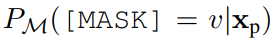 P_ℳ([MASK] = v|x_p)